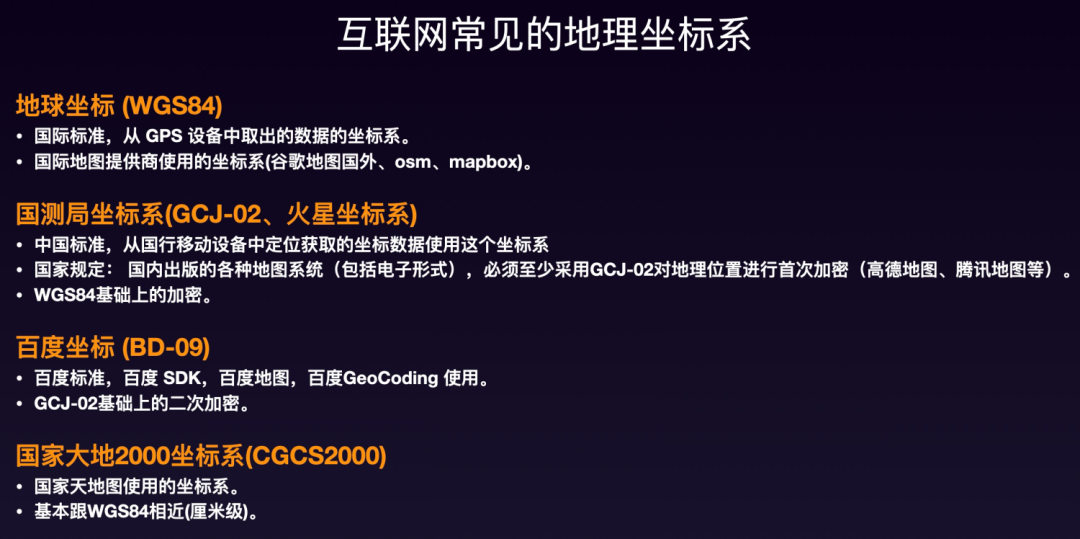 互联网常见的地理坐标系
地球坐标 (WGS84)
• 国际标准，从 GPS 设备中取出的数据的坐标系。
• 国际地图提供商使用的坐标系(谷歌地图国外、osm、mapbox)。
国测局坐标系(GCJ-02、火星坐标系)
• 中国标准，从国行移动设备中定位获取的坐标数据使用这个坐标系
• 国家规定： 国内出版的各种地图系统（包括电子形式），必须至少采用GCJ-02对地理位置进行首次加密（高德地图、腾讯地图等）。
• WGS84基础上的加密。
百度坐标 (BD-09)
• 百度标准，百度 SDK，百度地图，百度GeoCoding 使用。
• GCJ-02基础上的二次加密。
国家大地2000坐标系(CGCS2000)
• 国家天地图使用的坐标系。
• 基本跟WGS84相近(厘米级)。